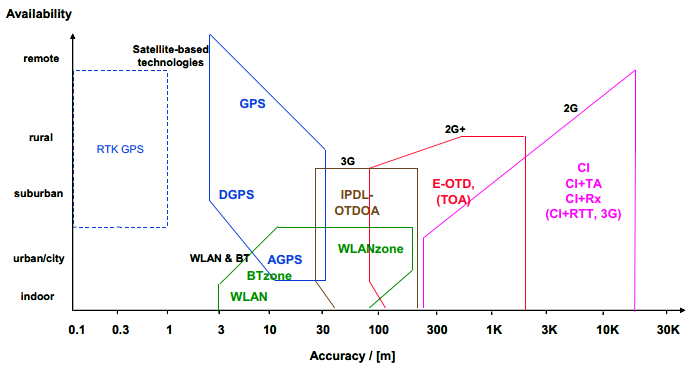 Availability
remote
Satellite-based
technologies
GPS
2G
RTK GPS
rural
3G
2G+
suburban
DGPS
IPDL-
OTDOA
E-OTD,
(TOA)
CI
CI+TA
CI+Rx
(CI+RTT, 3G)
urban/city
WLAN & BT
AGPS
WLANzone
BTzone
indoor
WLAN
0.1 0.3 1 3 10 30 100 300 1K 3K 10K 30K
Accuracy / [m]